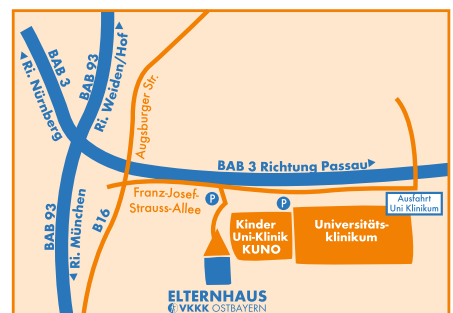 BAB 3
Ri. Nürnberg
BAB 93
Ri. Weiden/Hof
Augsburger Str.
BAB 3 Richtung Passau
Franz-Josef-
Strauss-Allee
P
P
Ausfahrt
Uni Klinikum
B16
BAB 93
Ri. München
Kinder
Uni-Klinik
KUNO
Universitäts-
klinikum
ELTERNHAUS
VKKK OSTBAYERN